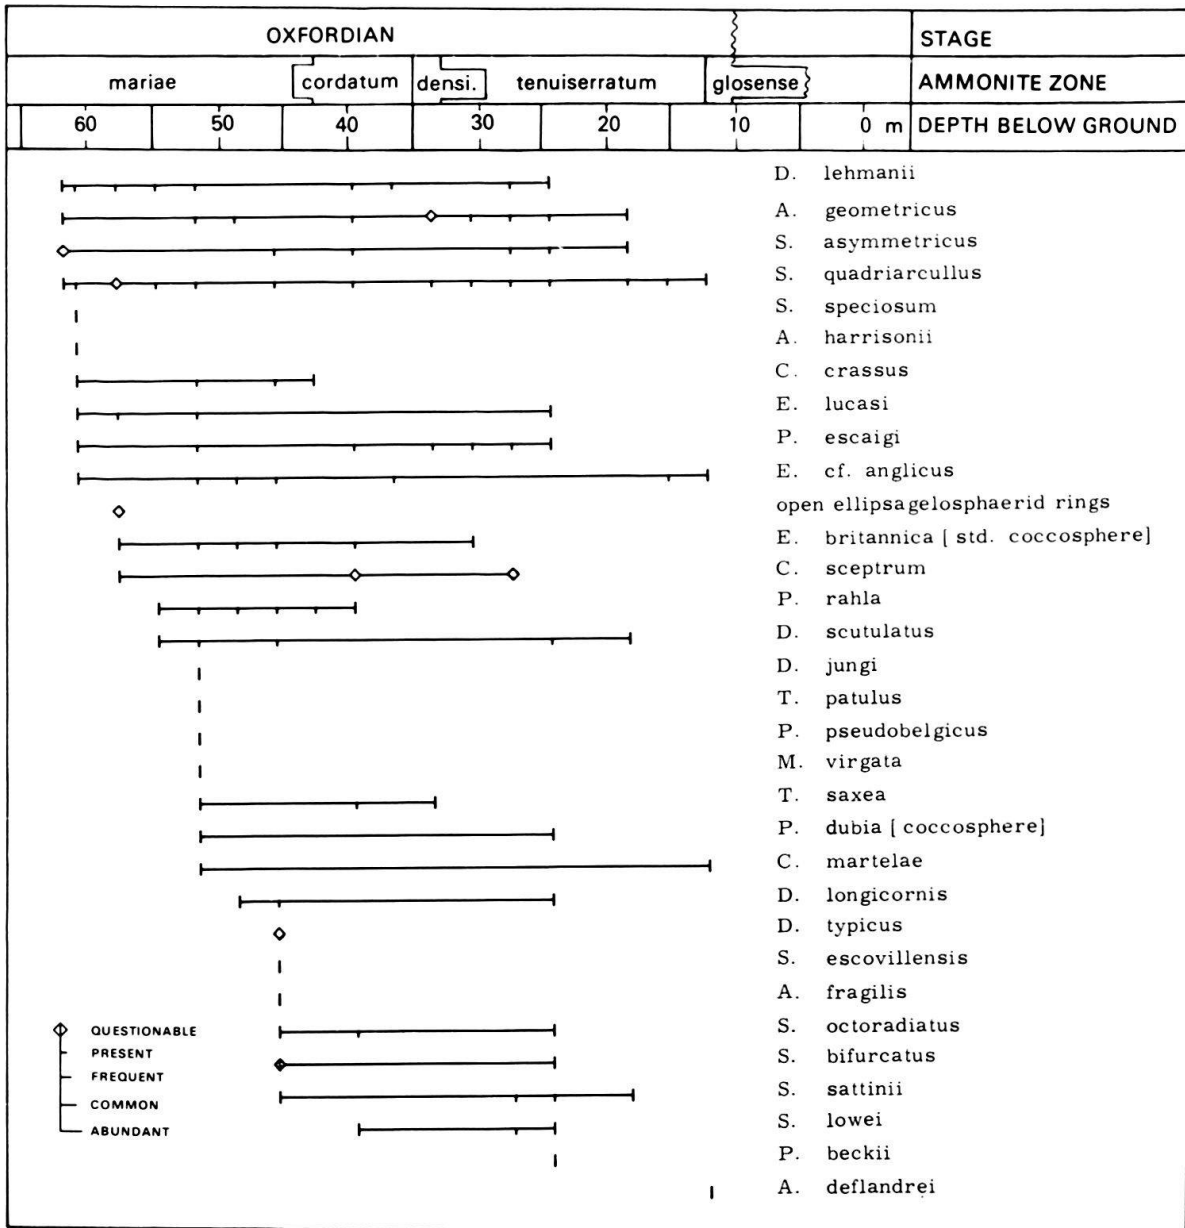 OXFORDIAN STAGE
mariae cordatum densi. tenuiserratum glosense AMMONITE ZONE
60 50 40 30 20 10 0 m DEPTH BELOW GROUND
D. lehmanii
A. geometricus
S. asymmetricus
S. quadriarcullus
S. speciosum
A. harrisonii
C. crassus
E. lucasi
P. escaigi
E. cf. anglicus
open ellipsagelosphaerid rings
E. britannica [ std. coccosphere]
C. sceptrum
P. rahla
D. scutulatus
D. jungi
T. patulus
P. pseudobelgicus
M. virgata
T. saxea
P. dubia [ coccosphere]
C. martelae
D. longicornis
D. typicus
S. escovillensis
A. fragilis
S. octoradiatus
S. bifurcatus
S. sattinii
S. lowei
P. beckii
A. deflandrei
QUESTIONABLE
PRESENT
FREQUENT
COMMON
ABUNDANT